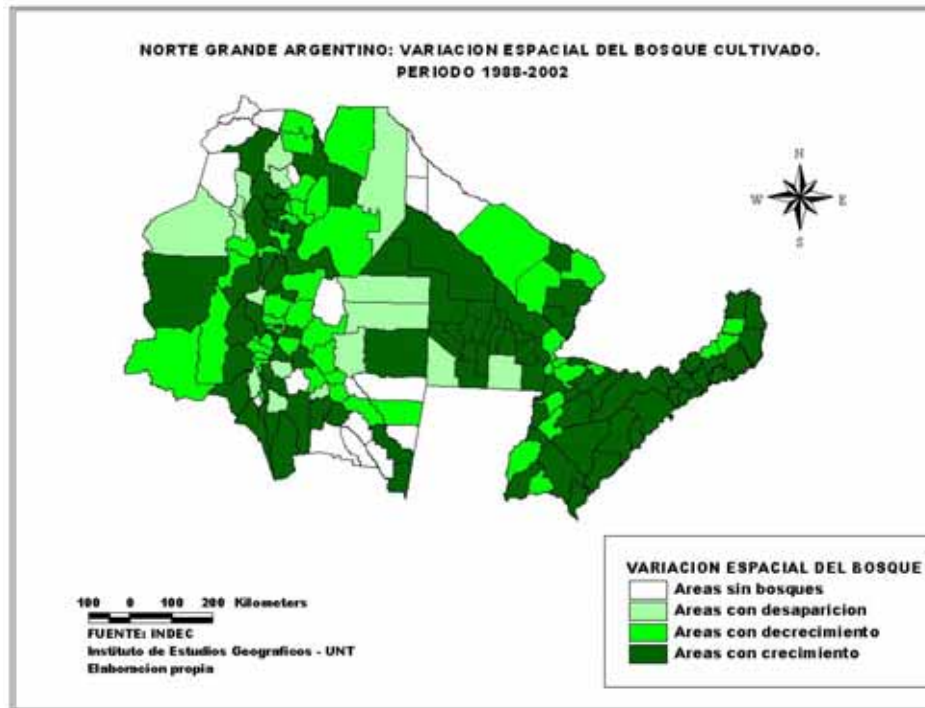 NORTE GRANDE ARGENTINO: VARIACION ESPACIAL DEL BOSQUE CULTIVADO.
PERIODO 1988-2002
N
W E
S
VARIACION ESPACIAL DEL BOSQUE
Areas sin bosques
Areas con desaparicion
Areas con decrecimiento
Areas con crecimiento
100 0 100 200 Kilometers
FUENTE: INDEC
Instituto de Estudios Geograficos - UNT
Elaboracion propia